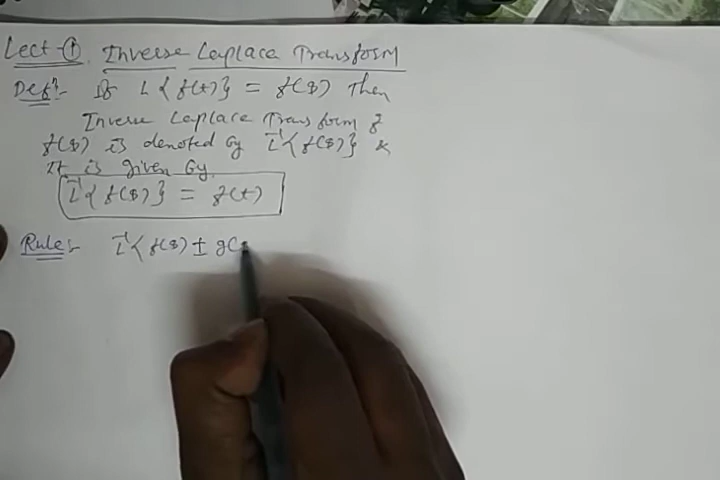 Lect-① Inverse Laplace Transform
Defⁿ:- If L{f(t)} = f(s) Then
Inverse Laplace Transform of
f(s) is denoted by L⁻¹{f(s)} &
It is given by
L⁻¹{f(s)} = f(t)
Rule:- L⁻¹{f(s) ± g(s